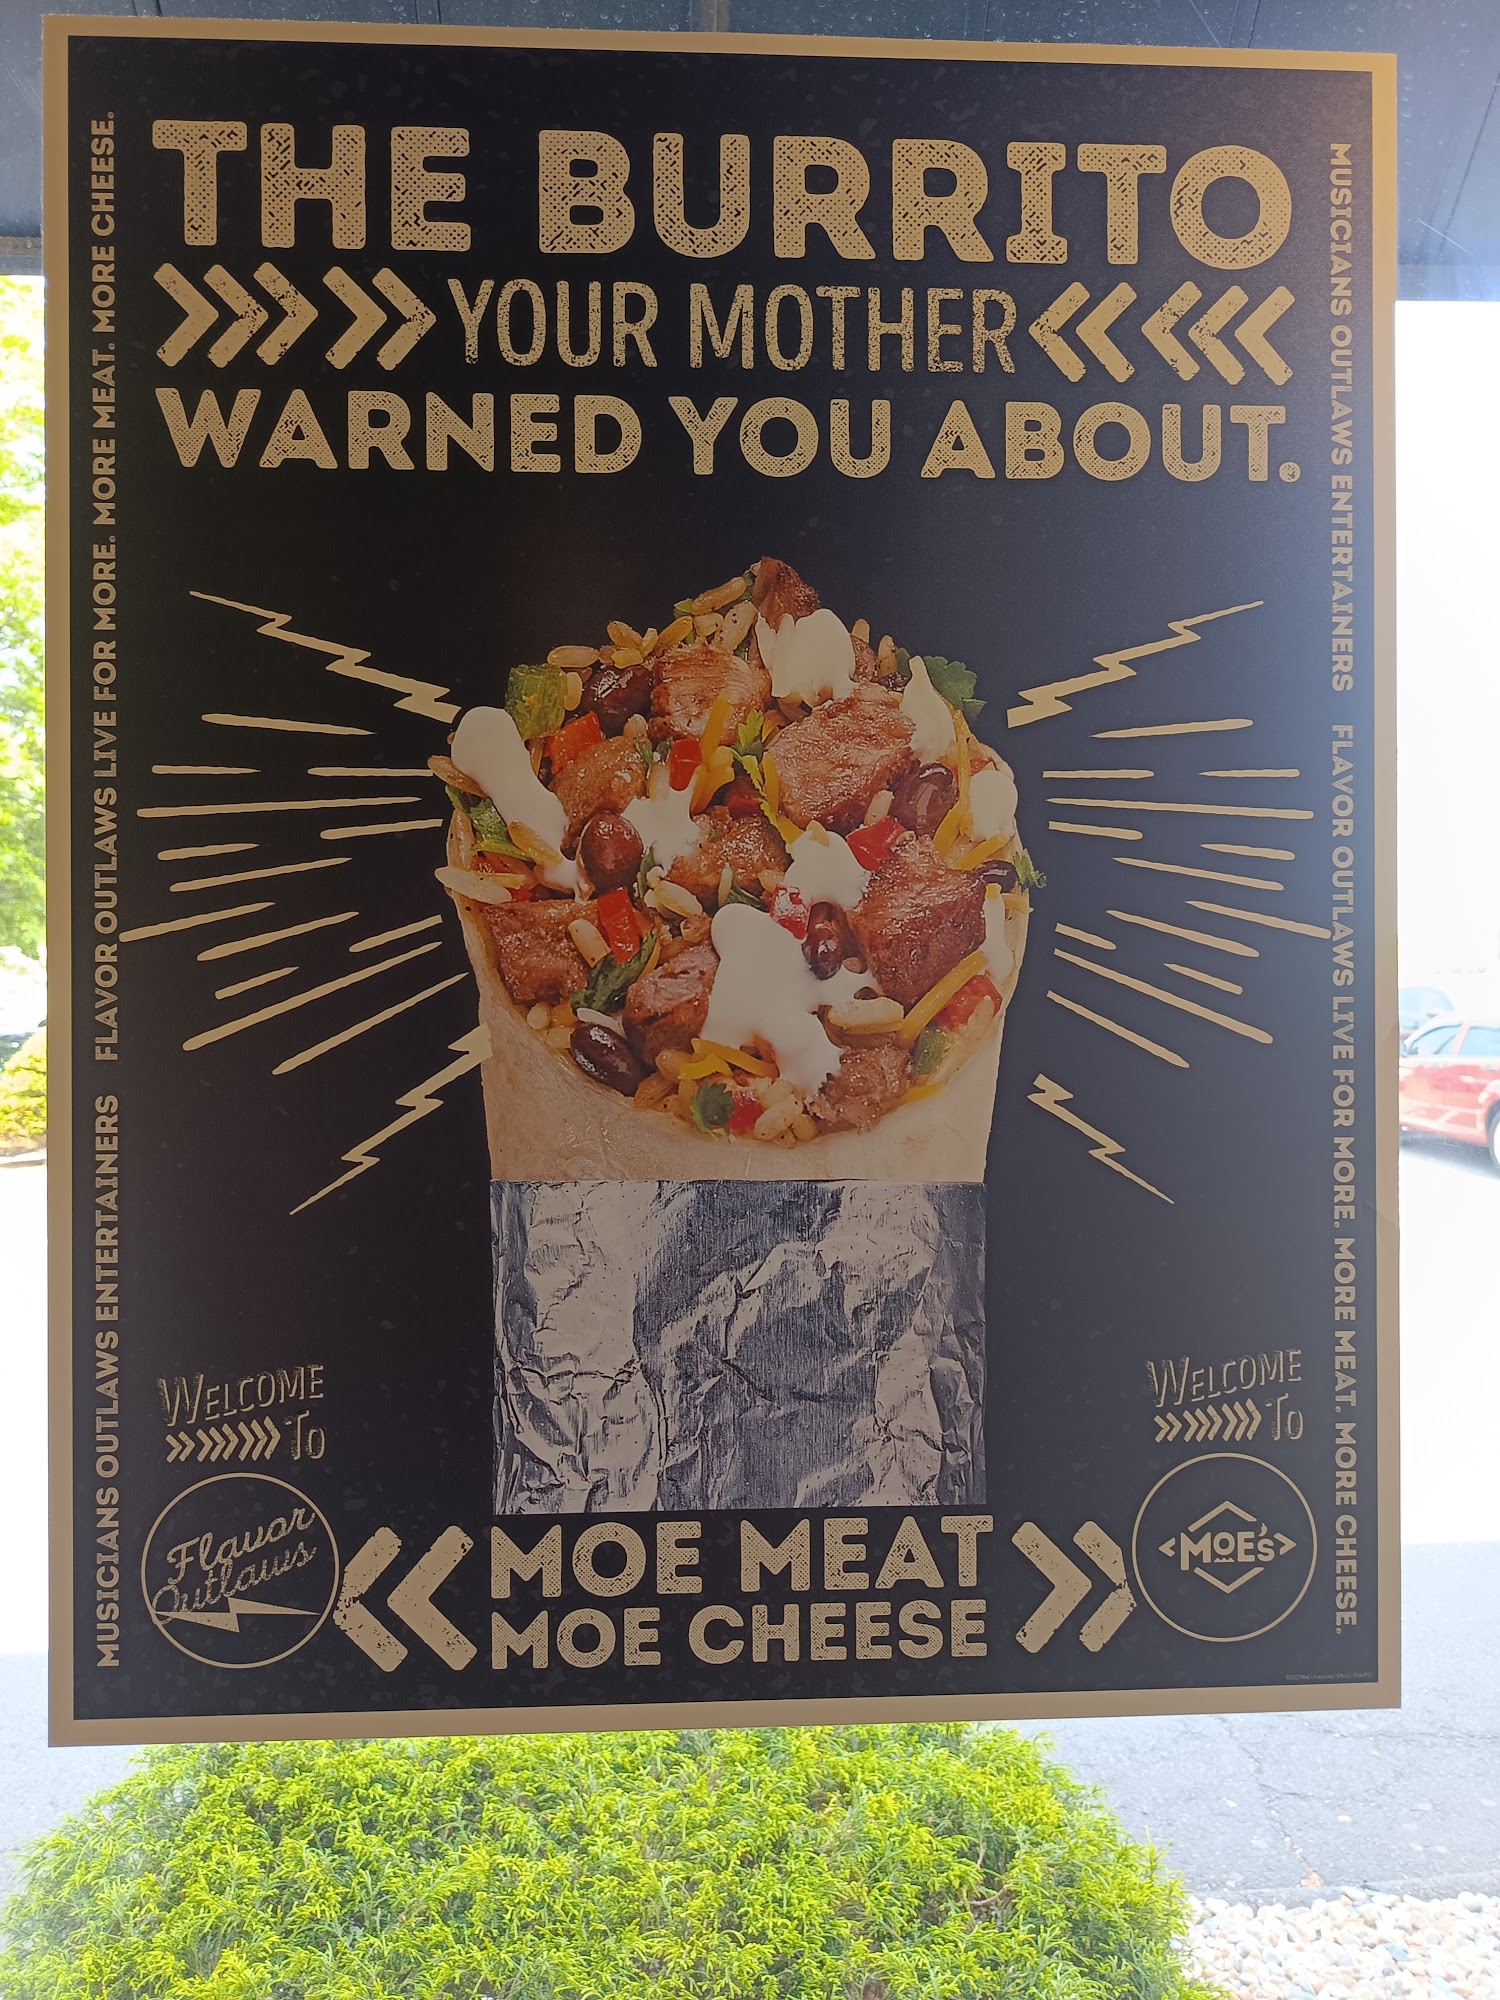 THE BURRITO
YOUR MOTHER
WARNED YOU ABOUT.
MUSICIANS OUTLAWS ENTERTAINERS FLAVOR OUTLAWS LIVE FOR MORE. MORE MEAT. MORE CHEESE.
MUSICIANS OUTLAWS ENTERTAINERS FLAVOR OUTLAWS LIVE FOR MORE. MORE MEAT. MORE CHEESE.
WELCOME
TO
Flavor
Outlaws
MOE MEAT
MOE CHEESE
WELCOME
TO
MOE'S